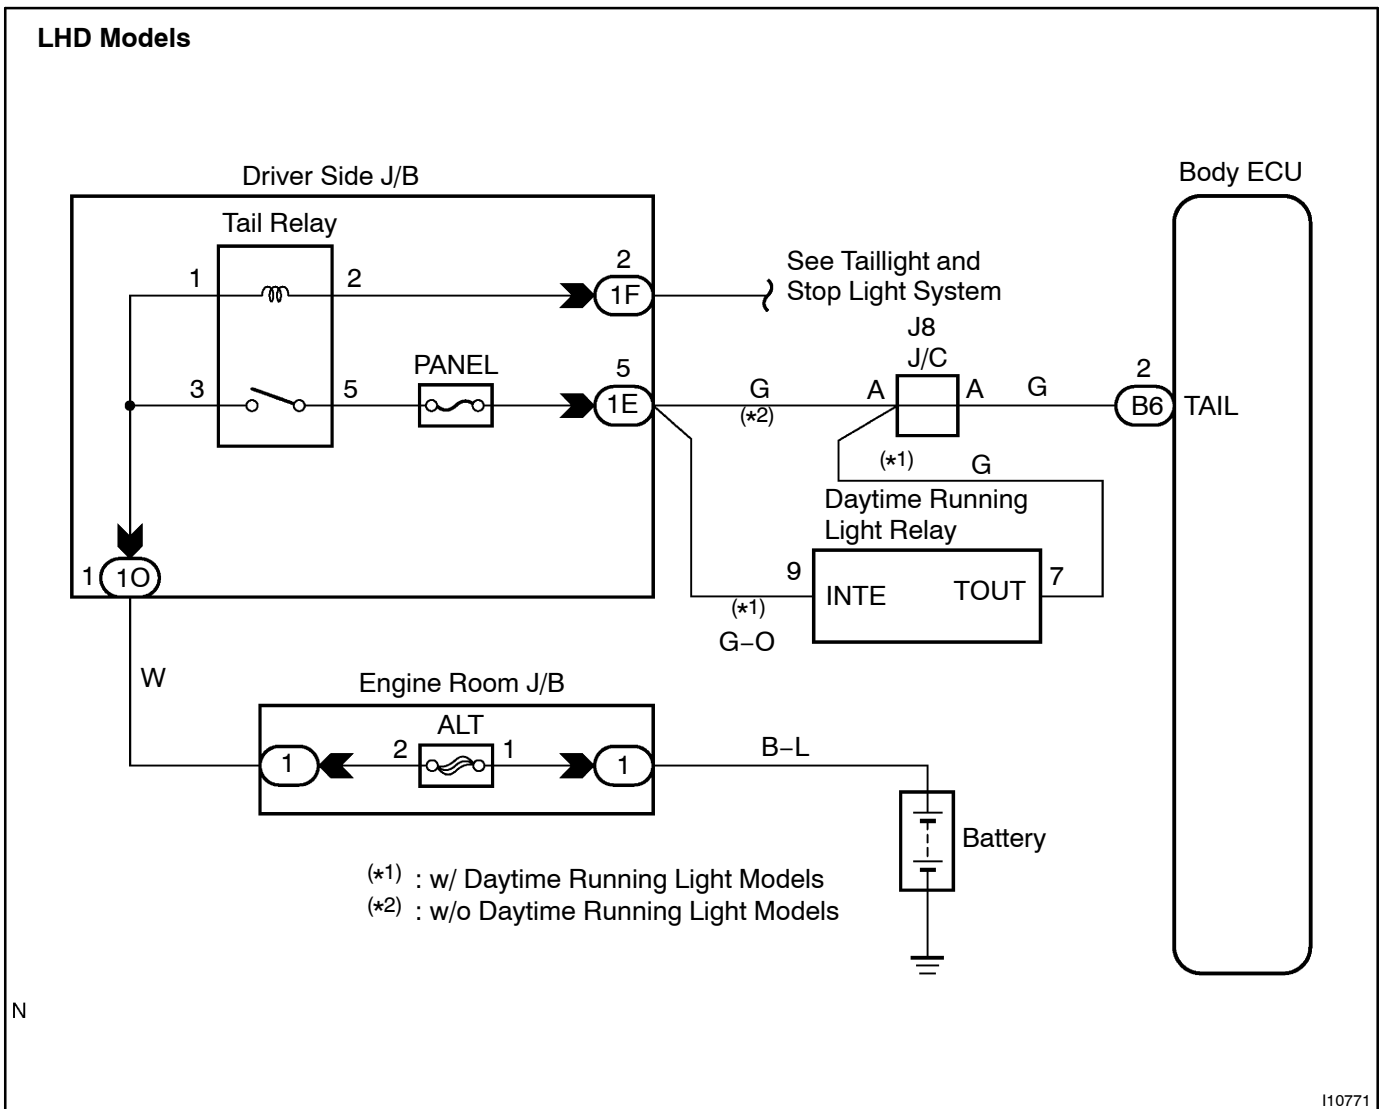 LHD Models
Driver Side J/B
Body ECU
Tail Relay
1
2
2
1F
See Taillight and
Stop Light System
J8
J/C
3
5
PANEL
5
1E
G
(*2)
A
A
G
2
B6
TAIL
(*1)
G
Daytime Running
Light Relay
1
1O
9
INTE
TOUT
7
(*1)
G–O
W
Engine Room J/B
ALT
1
2
1
1
B–L
Battery
(*1) : w/ Daytime Running Light Models
(*2) : w/o Daytime Running Light Models
N
I10771